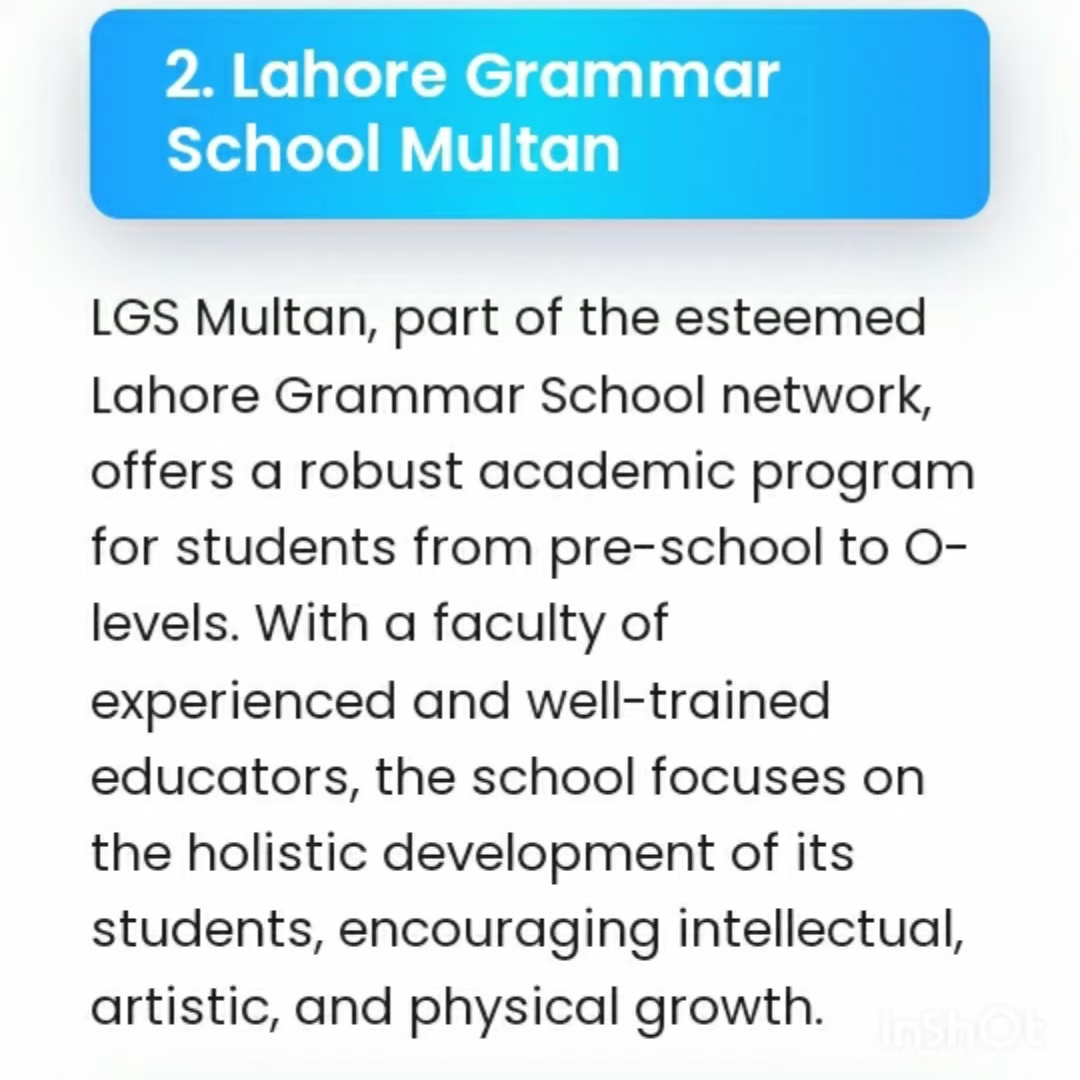 2. Lahore Grammar
School Multan
LGS Multan, part of the esteemed
Lahore Grammar School network,
offers a robust academic program
for students from pre-school to O-
levels. With a faculty of
experienced and well-trained
educators, the school focuses on
the holistic development of its
students, encouraging intellectual,
artistic, and physical growth.
InShOt